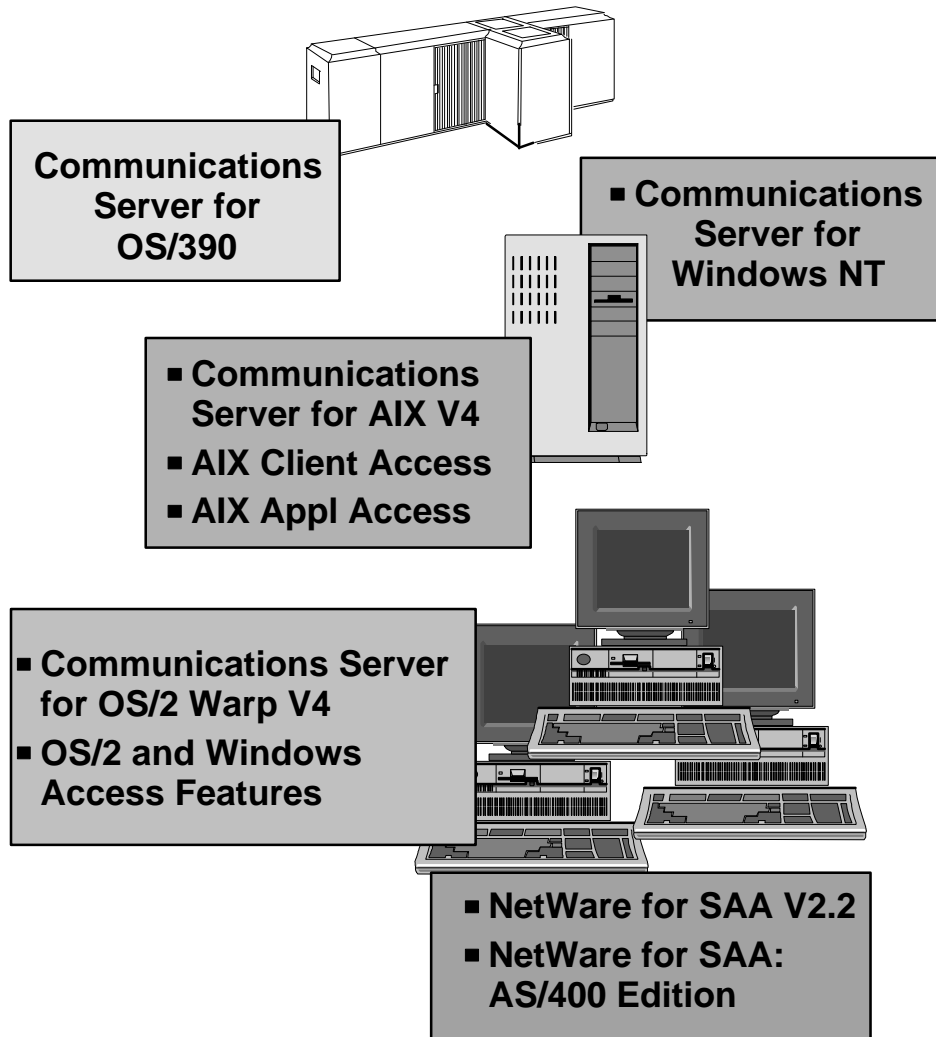 Communications
Server for
OS/390
▪ Communications
Server for
Windows NT
▪ Communications
Server for AIX V4
▪ AIX Client Access
▪ AIX Appl Access
▪ Communications Server
for OS/2 Warp V4
▪ OS/2 and Windows
Access Features
▪ NetWare for SAA V2.2
▪ NetWare for SAA:
AS/400 Edition